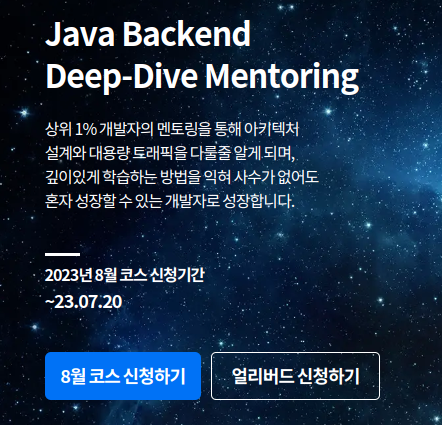 Java Backend
Deep-Dive Mentoring
상위 1% 개발자의 멘토링을 통해 아키텍처
설계와 대용량 트래픽을 다룰줄 알게 되며,
깊이있게 학습하는 방법을 익혀 사수가 없어도
혼자 성장할 수 있는 개발자로 성장합니다.
2023년 8월 코스 신청기간
~23.07.20
8월 코스 신청하기
얼리버드 신청하기